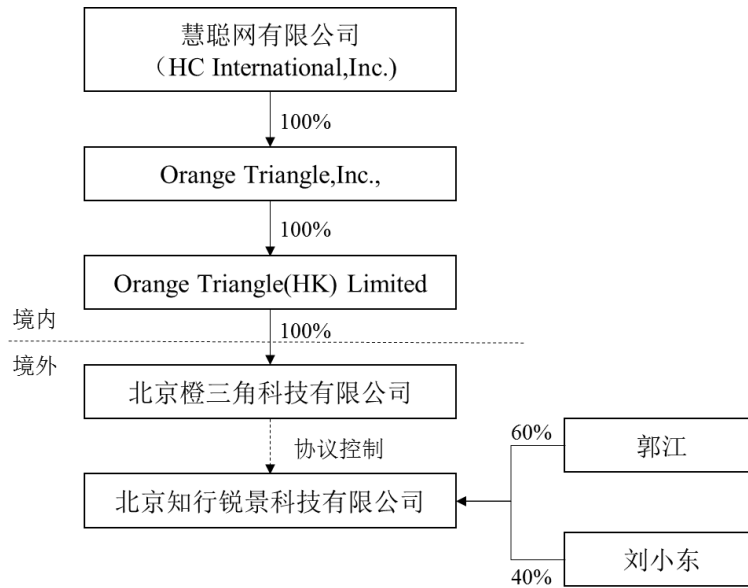 慧聪网有限公司
（HC International,Inc.)
100%
Orange Triangle,Inc.,
100%
Orange Triangle(HK) Limited
境内
100%
境外
北京橙三角科技有限公司
协议控制
60%
郭江
北京知行锐景科技有限公司
刘小东
40%